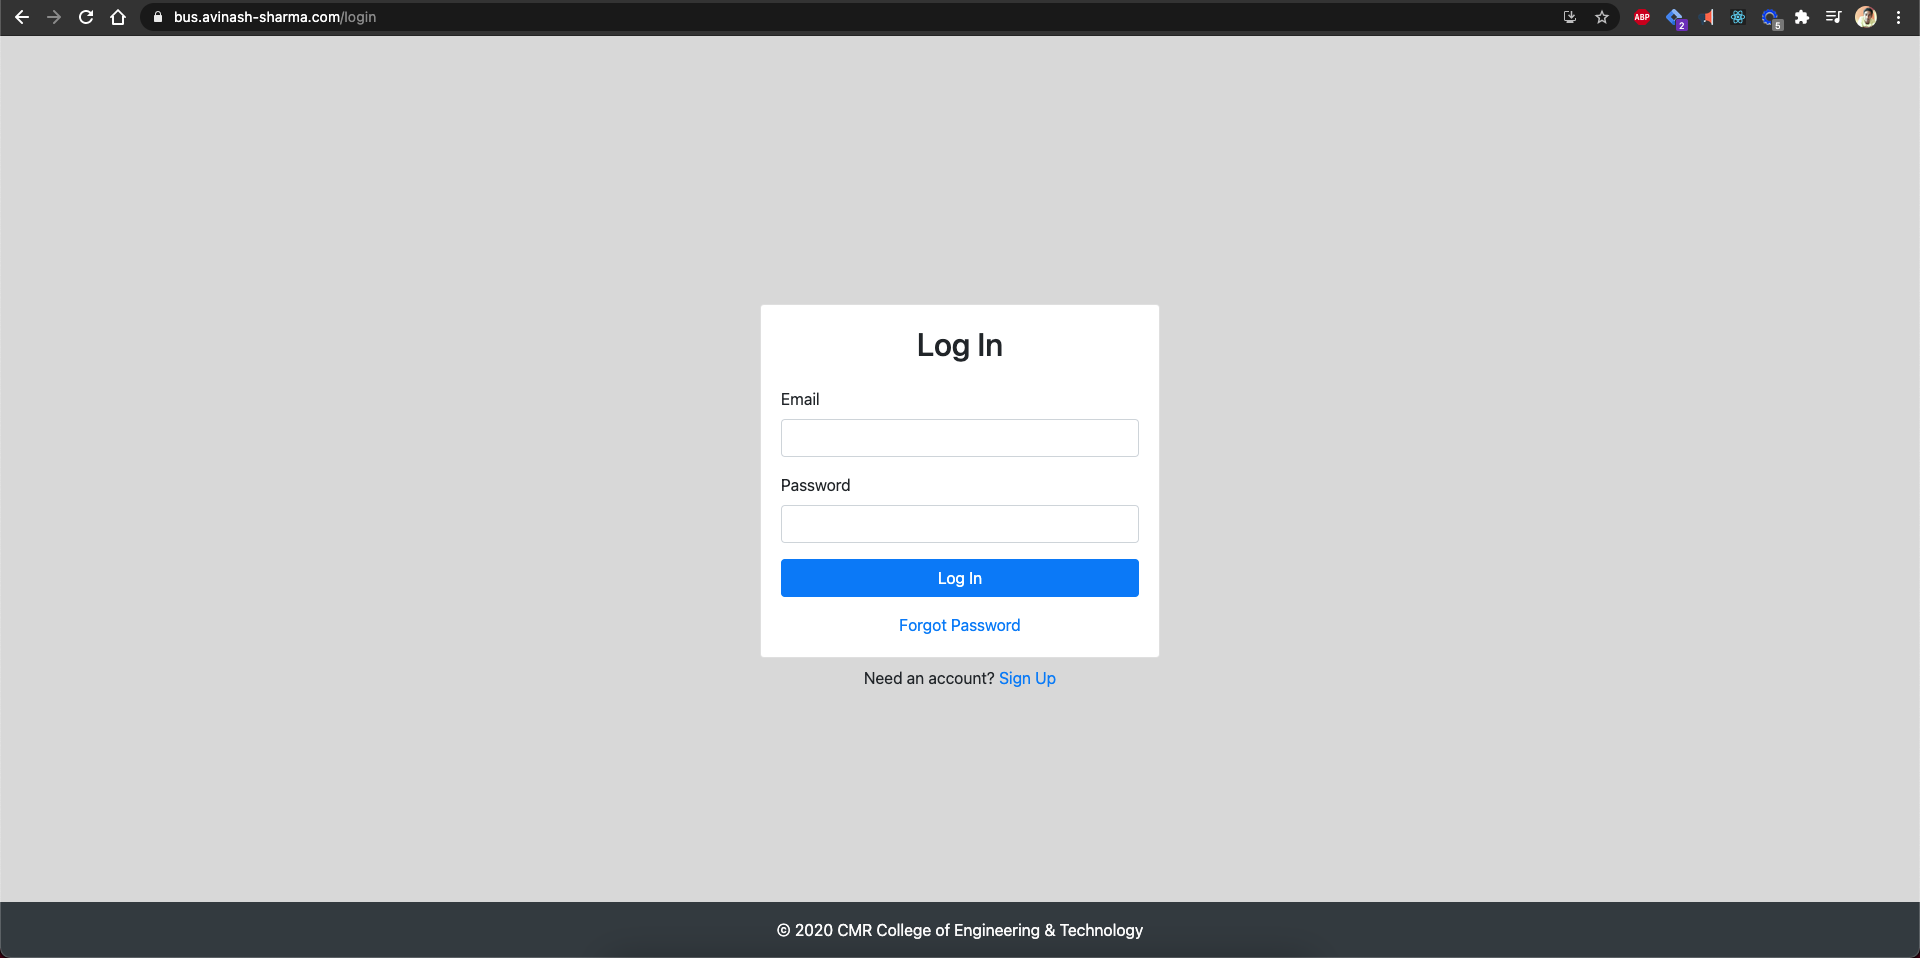 bus.avinash-sharma.com/login
ABP
2
5
Log In
Email
Password
Log In
Forgot Password
Need an account? Sign Up
© 2020 CMR College of Engineering & Technology